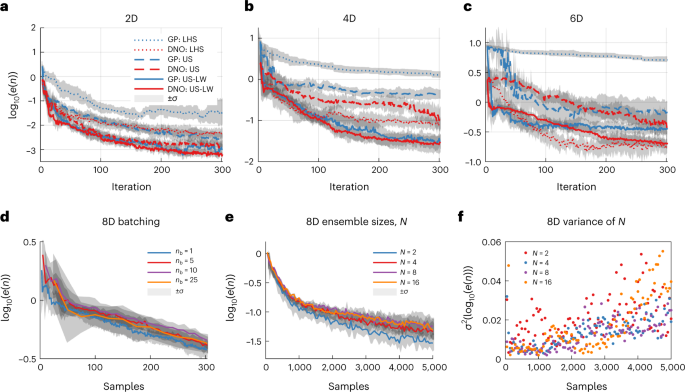 a
2D
2
1
0
−1
−2
−3
0
100
200
300
log10(e(n))
Iteration
GP: LHS
DNO: LHS
GP: US
DNO: US
GP: US-LW
DNO: US-LW
±σ
b
4D
1
0
−1
−2
0
100
200
300
Iteration
c
6D
1.0
0.5
0
−0.5
−1.0
0
100
200
300
Iteration
d
8D batching
0.5
0
−0.5
0
100
200
300
log10(e(n))
Samples
nb = 1
nb = 5
nb = 10
nb = 25
±σ
e
8D ensemble sizes, N
0
−0.5
−1.0
−1.5
0
1,000
2,000
3,000
4,000
5,000
log10(e(n))
Samples
N = 2
N = 4
N = 8
N = 16
±σ
f
8D variance of N
0.06
0.04
0.02
0
0
1,000
2,000
3,000
4,000
5,000
σ2(log10(e(n)))
Samples
N = 2
N = 4
N = 8
N = 16